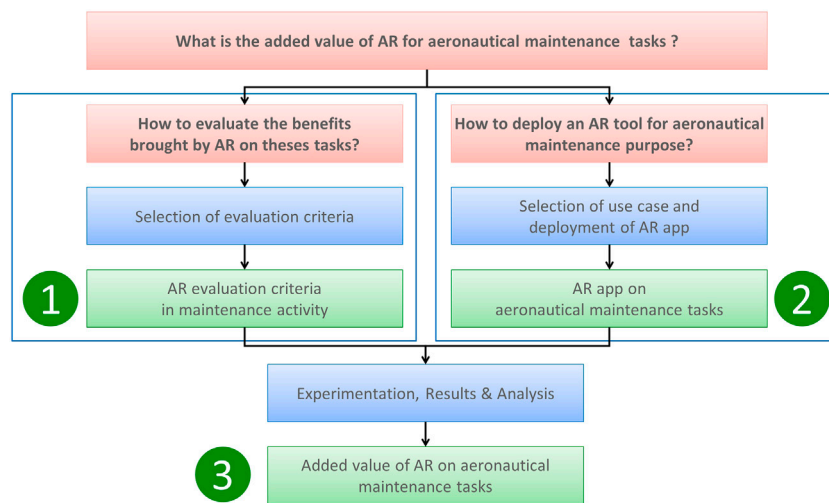 What is the added value of AR for aeronautical maintenance tasks ?
How to evaluate the benefits
brought by AR on theses tasks?
How to deploy an AR tool for aeronautical
maintenance purpose?
Selection of evaluation criteria
Selection of use case and
deployment of AR app
1
AR evaluation criteria
in maintenance activity
AR app on
aeronautical maintenance tasks
2
Experimentation, Results & Analysis
3
Added value of AR on aeronautical
maintenance tasks